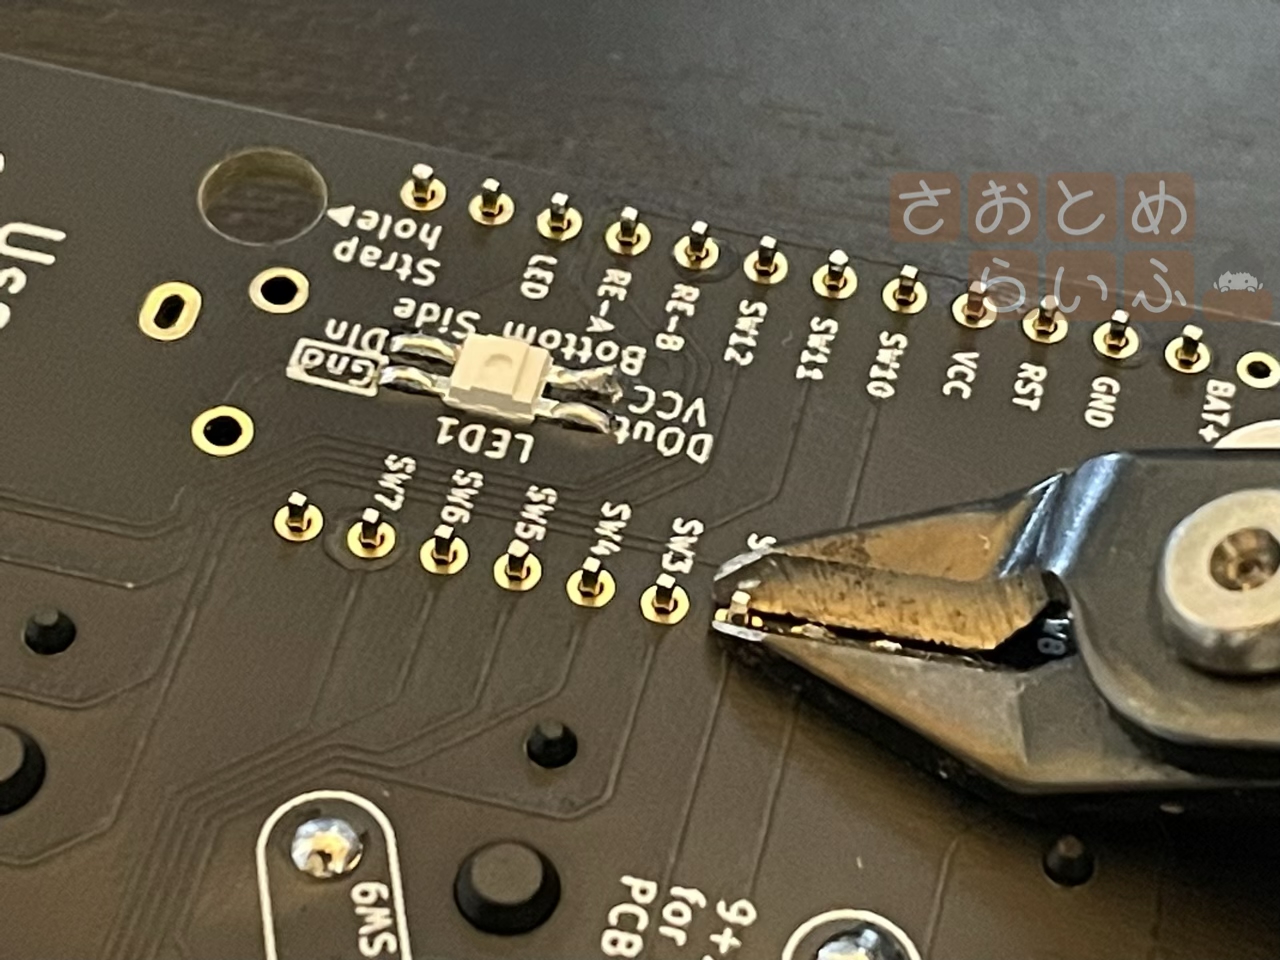 さおとめ
らいふ
Use
Strap
hole
LED
RE-A
RE-B
SW12
SW11
SW10
VCC
RST
GND
BAT+
Bottom Side
DIn
Gnd
VCC
DOut
LED1
SW7
SW6
SW5
SW4
SW3
SW9
for
PCB